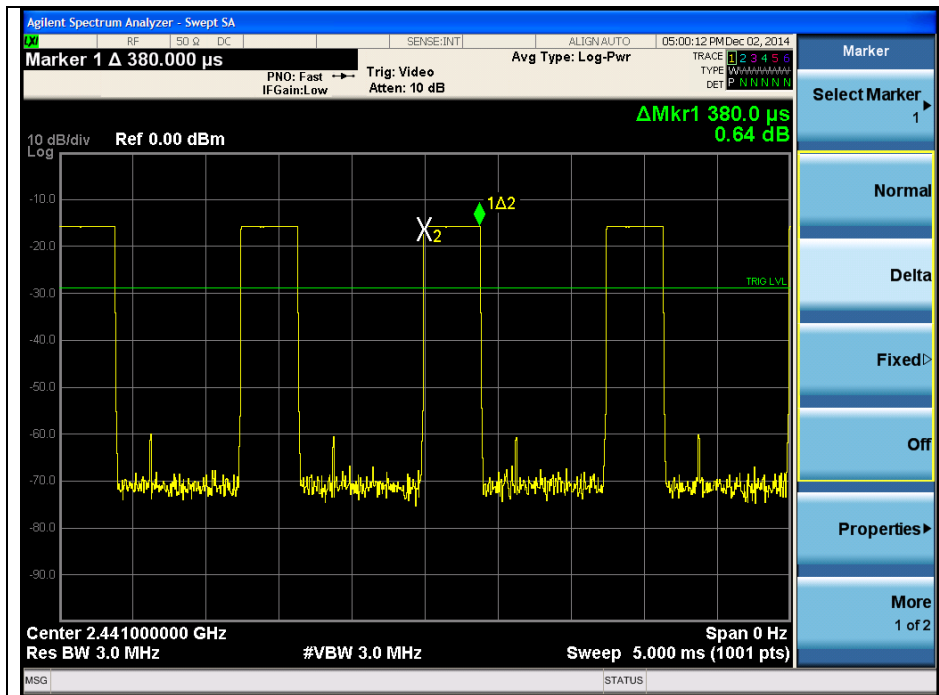 Agilent Spectrum Analyzer - Swept SA
LXI RF 50 Ω DC SENSE:INT ALIGNAUTO 05:00:12 PM Dec 02, 2014
Marker 1 Δ 380.000 µs
PNO: Fast
IFGain:Low
Trig: Video
Atten: 10 dB
Avg Type: Log-Pwr
TRACE 1 2 3 4 5 6
TYPE WWWWWW
DET P N N N N N
ΔMkr1 380.0 µs
0.64 dB
10 dB/div Ref 0.00 dBm
Log
-10.0
-20.0
-30.0
-40.0
-50.0
-60.0
-70.0
-80.0
-90.0
1Δ2
X2
TRIG LVL
Center 2.441000000 GHz Span 0 Hz
Res BW 3.0 MHz #VBW 3.0 MHz Sweep 5.000 ms (1001 pts)
MSG STATUS
Marker
Select Marker
1
Normal
Delta
Fixed
Off
Properties
More
1 of 2